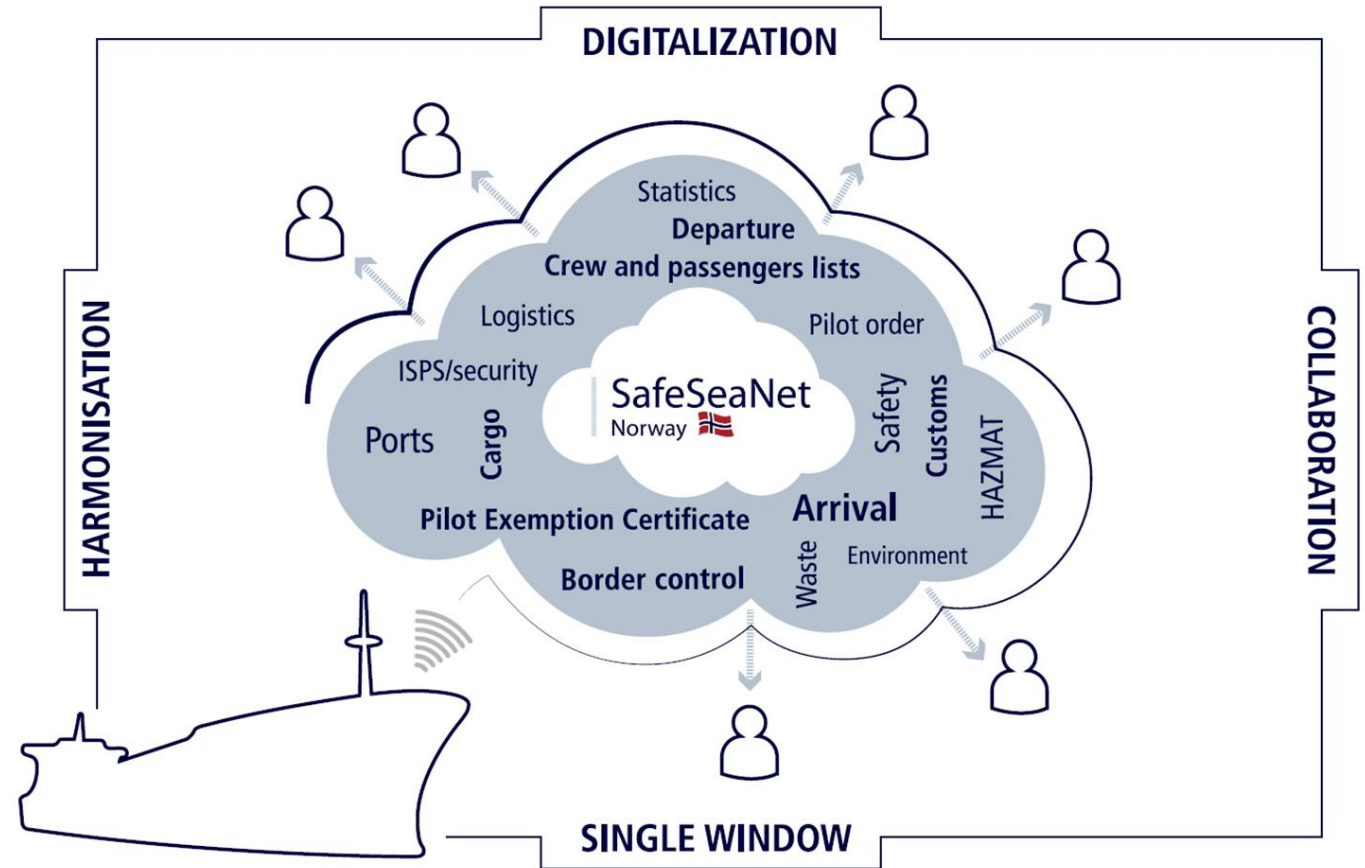 DIGITALIZATION
HARMONISATION
COLLABORATION
Statistics
Departure
Crew and passengers lists
Logistics
Pilot order
ISPS/security
SafeSeaNet
Norway
Ports
Cargo
Safety
Customs
HAZMAT
Pilot Exemption Certificate
Arrival
Border control
Waste
Environment
SINGLE WINDOW